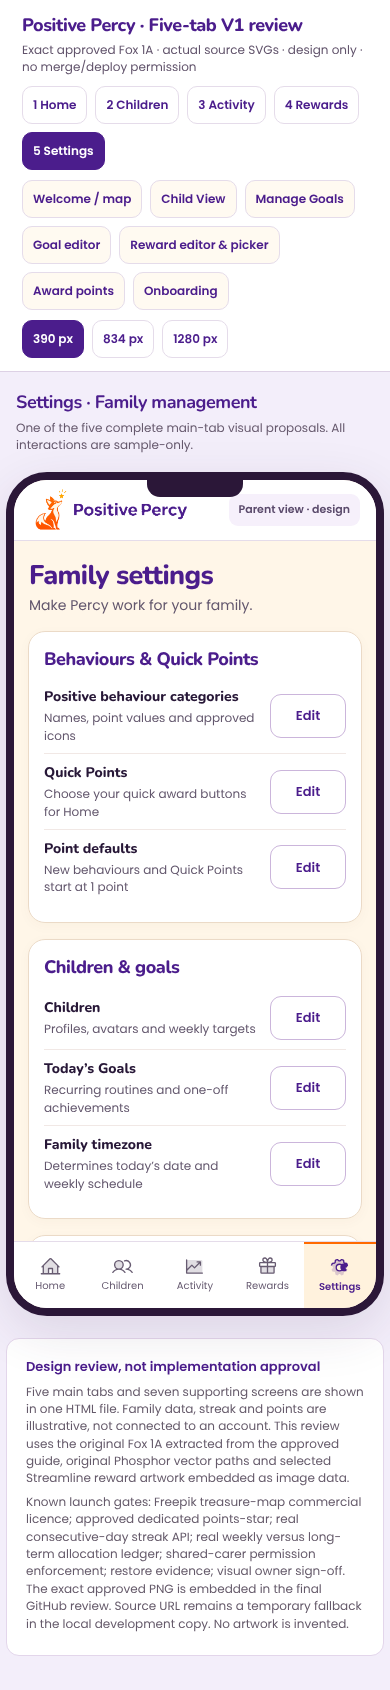 Positive Percy · Five-tab V1 review
Exact approved Fox 1A · actual source SVGs · design only ·
no merge/deploy permission
1 Home
2 Children
3 Activity
4 Rewards
5 Settings
Welcome / map
Child View
Manage Goals
Goal editor
Reward editor & picker
Award points
Onboarding
390 px
834 px
1280 px
Settings · Family management
One of the five complete main-tab visual proposals. All
interactions are sample-only.
Positive Percy
Parent view · design
Family settings
Make Percy work for your family.
Behaviours & Quick Points
Positive behaviour categories
Names, point values and approved
icons
Edit
Quick Points
Choose your quick award buttons
for Home
Edit
Point defaults
New behaviours and Quick Points
start at 1 point
Edit
Children & goals
Children
Profiles, avatars and weekly targets
Edit
Today’s Goals
Recurring routines and one-off
achievements
Edit
Family timezone
Determines today’s date and
weekly schedule
Edit
Home
Children
Activity
Rewards
Settings
Design review, not implementation approval
Five main tabs and seven supporting screens are shown
in one HTML file. Family data, streak and points are
illustrative, not connected to an account. This review
uses the original Fox 1A extracted from the approved
guide, original Phosphor vector paths and selected
Streamline reward artwork embedded as image data.
Known launch gates: Freepik treasure-map commercial
licence; approved dedicated points-star; real
consecutive-day streak API; real weekly versus long-
term allocation ledger; shared-carer permission
enforcement; restore evidence; visual owner sign-off.
The exact approved PNG is embedded in the final
GitHub review. Source URL remains a temporary fallback
in the local development copy. No artwork is invented.